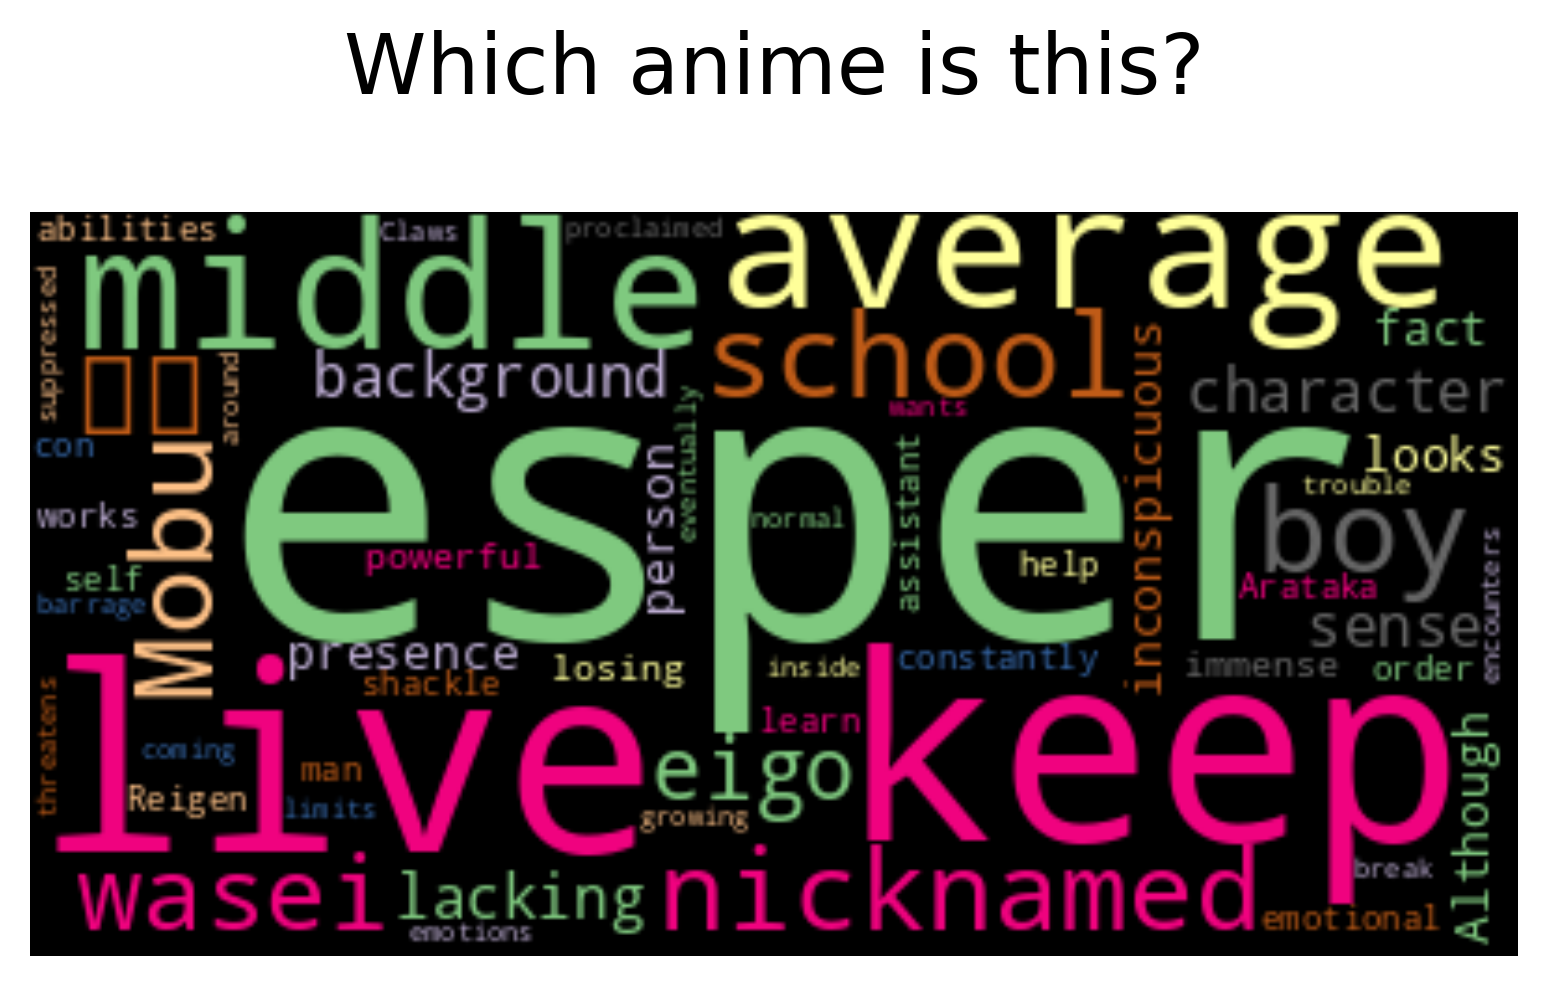 Which anime is this?
abilities
Claws
proclaimed
average
middle
suppressed
fact
school
background
around
inconspicuous
character
wants
con
Mobu
esper
person
eventually
assistant
looks
trouble
boy
works
normal
powerful
help
self
barrage
Arataka
sense
encounters
presence
losing
inside
constantly
immense
order
shackle
threatens
live
keep
learn
coming
man
eigo
Reigen
limits
growing
Although
wasei
lacking
nicknamed
break
emotions
emotional